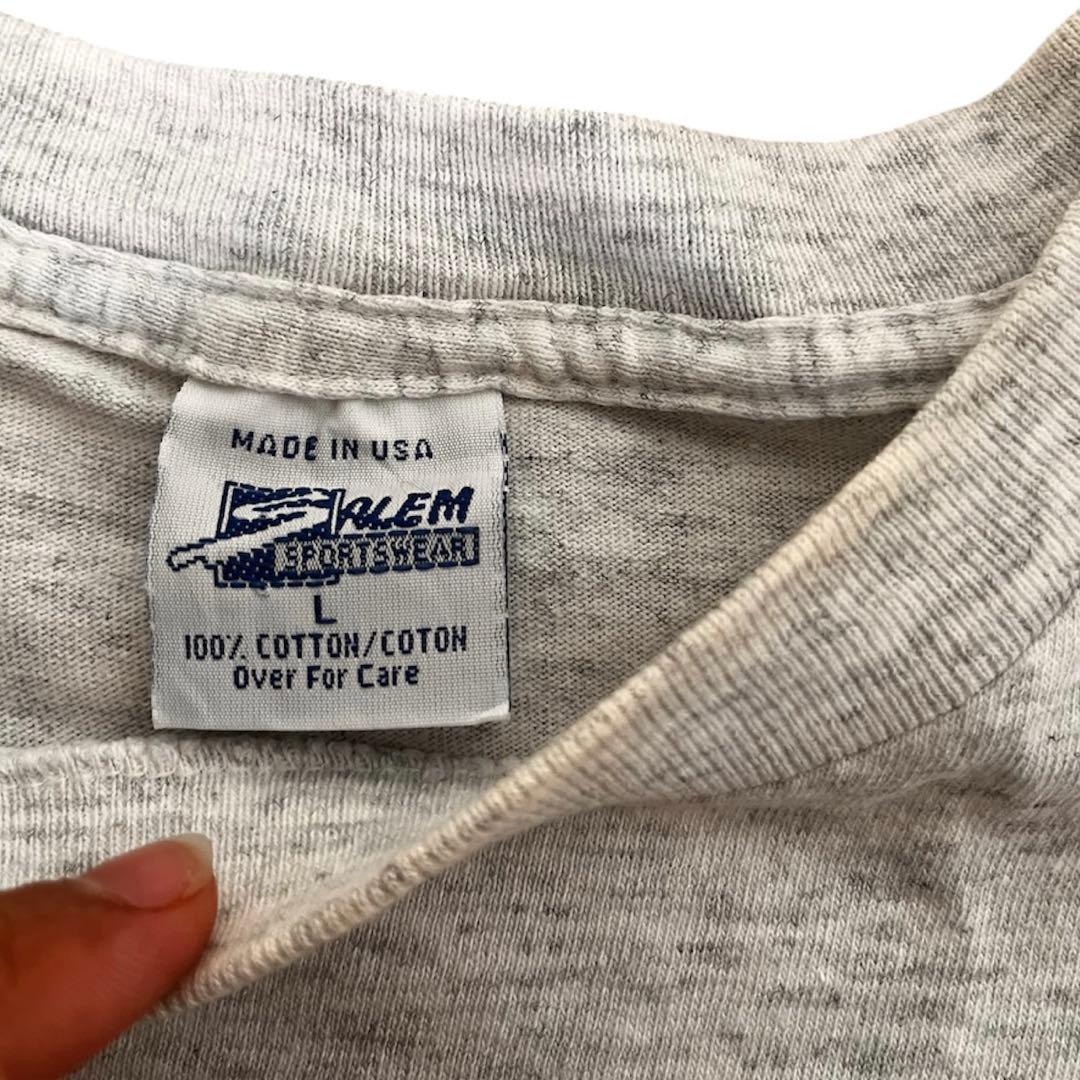 MADE IN USA
SALEM
SPORTSWEAR
L
100% COTTON/COTON
Over For Care